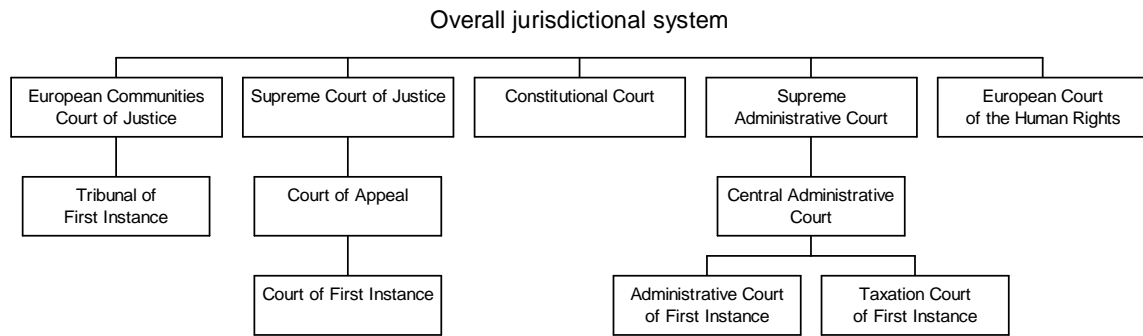 Overall jurisdictional system
European Communities
Court of Justice
Supreme Court of Justice
Constitutional Court
Supreme
Administrative Court
European Court
of the Human Rights
Tribunal of
First Instance
Court of Appeal
Central Administrative
Court
Court of First Instance
Administrative Court
of First Instance
Taxation Court
of First Instance